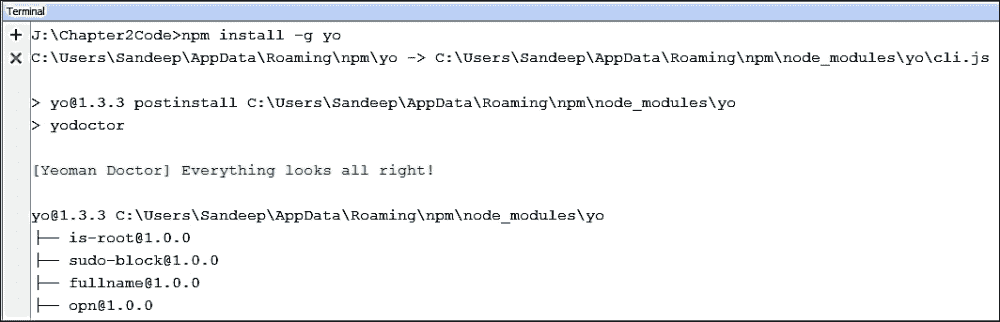 Terminal
J:\Chapter2Code>npm install -g yo
C:\Users\Sandeep\AppData\Roaming\npm\yo -> C:\Users\Sandeep\AppData\Roaming\npm\node_modules\yo\cli.js
> yo@1.3.3 postinstall C:\Users\Sandeep\AppData\Roaming\npm\node_modules\yo
> yodoctor
[Yeoman Doctor] Everything looks all right!
yo@1.3.3 C:\Users\Sandeep\AppData\Roaming\npm\node_modules\yo
├── is-root@1.0.0
├── sudo-block@1.0.0
├── fullname@1.0.0
├── opn@1.0.0